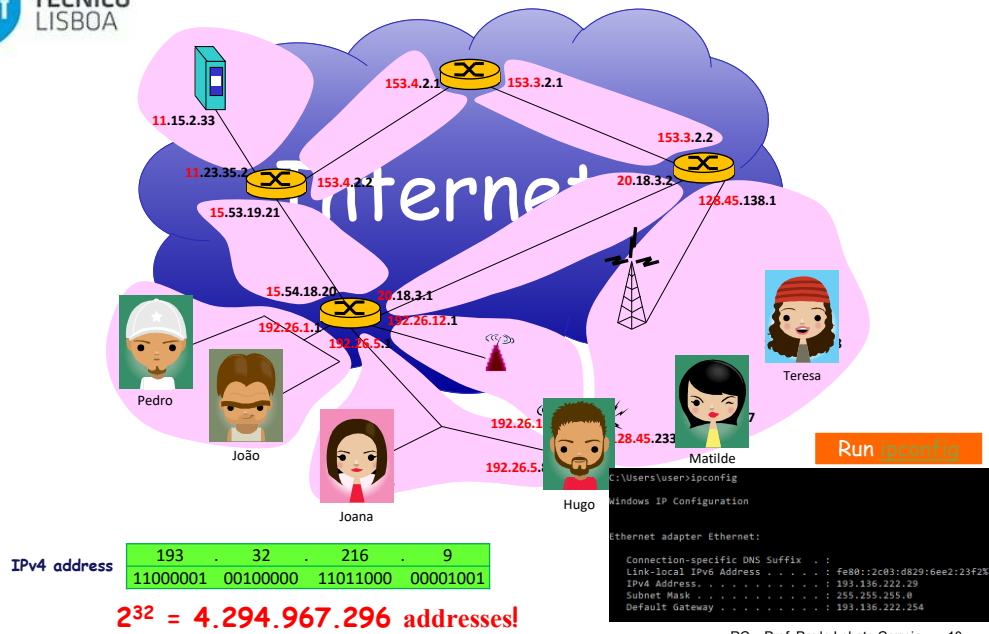 TÉCNICO
LISBOA
Internet
153.4.2.1
153.3.2.1
11.15.2.33
153.3.2.2
11.23.35.2
153.4.2.2
20.18.3.2
128.45.138.1
15.53.19.21
15.54.18.20
20.18.3.1
192.26.1.1
192.26.12.1
192.26.5.1
Pedro
João
Joana
Hugo
Matilde
Teresa
192.26.1
192.26.5.
28.45.233
7
Run ipconfig
C:\Users\user>ipconfig
Windows IP Configuration
Ethernet adapter Ethernet:
Connection-specific DNS Suffix . :
Link-local IPv6 Address . . . . . : fe80::2c03:d829:6ee2:23f2%
IPv4 Address. . . . . . . . . . . : 193.136.222.29
Subnet Mask . . . . . . . . . . . : 255.255.255.0
Default Gateway . . . . . . . . . : 193.136.222.254
IPv4 address
193 . 32 . 216 . 9
11000001 00100000 11011000 00001001
2³² = 4.294.967.296 addresses!